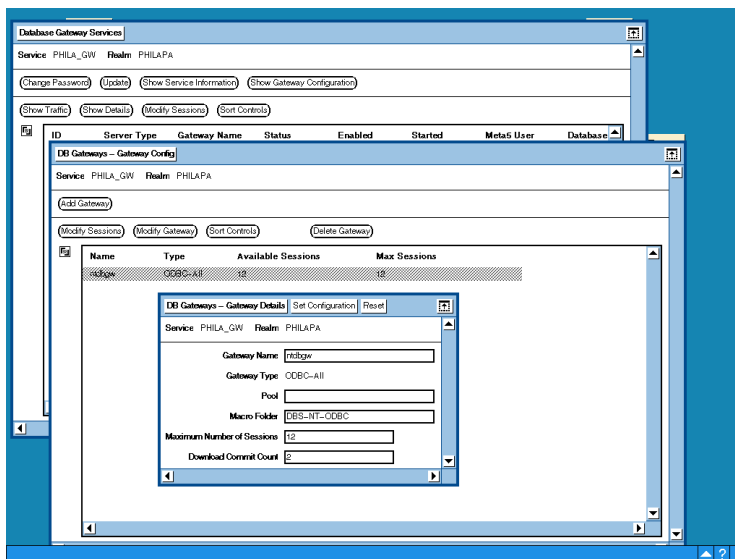 Database Gateway Services
Service PHILA_GW Realm PHILAPA
Change Password Update Show Service Information Show Gateway Configuration
Show Traffic Show Details Modify Sessions Sort Controls
ID Server Type Gateway Name Status Enabled Started Meta5 User Database
DB Gateways – Gateway Config
Service PHILA_GW Realm PHILAPA
Add Gateway
Modify Sessions Modify Gateway Sort Controls Delete Gateway
Name Type Available Sessions Max Sessions
ntdbgw ODBC–All 12 12
DB Gateways – Gateway Details Set Configuration Reset
Service PHILA_GW Realm PHILAPA
Gateway Name ntdbgw
Gateway Type ODBC–All
Pool
Macro Folder DBS–NT–ODBC
Maximum Number of Sessions 12
Download Commit Count 2
?